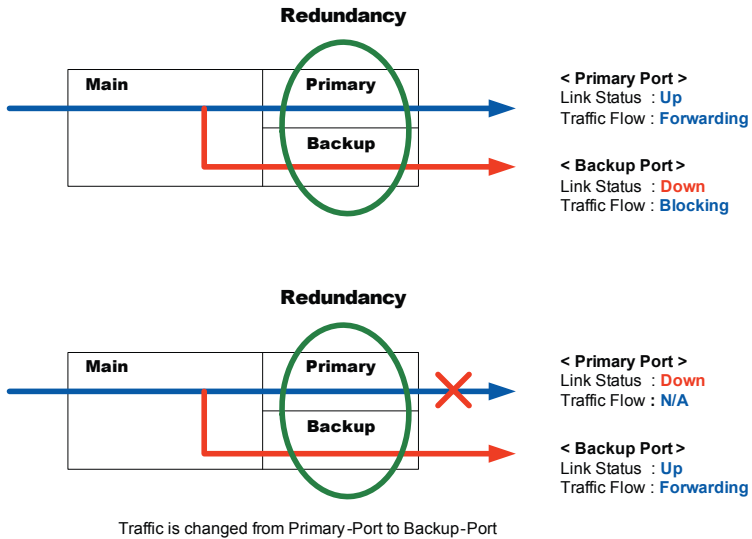 Redundancy
Main
Primary
Backup
< Primary Port >
Link Status : Up
Traffic Flow : Forwarding
< Backup Port >
Link Status : Down
Traffic Flow : Blocking
Redundancy
Main
Primary
Backup
< Primary Port >
Link Status : Down
Traffic Flow : N/A
< Backup Port >
Link Status : Up
Traffic Flow : Forwarding
Traffic is changed from Primary-Port to Backup-Port